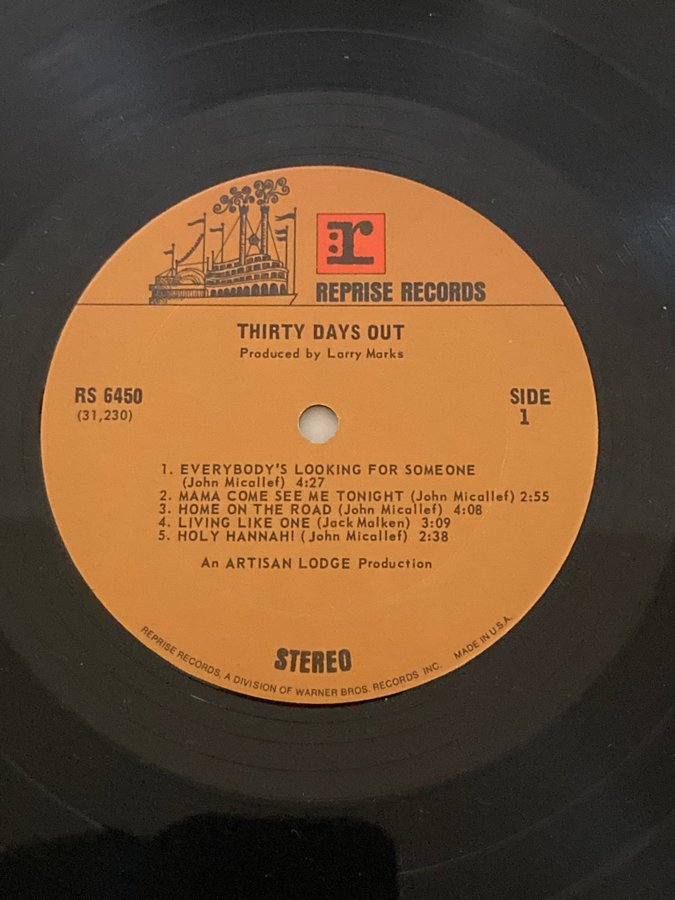 r
REPRISE RECORDS
THIRTY DAYS OUT
Produced by Larry Marks
RS 6450
(31,230)
SIDE
1
1. EVERYBODY'S LOOKING FOR SOMEONE
(John Micallef) 4:27
2. MAMA COME SEE ME TONIGHT (John Micallef) 2:55
3. HOME ON THE ROAD (John Micallef) 4:08
4. LIVING LIKE ONE (Jack Malken) 3:09
5. HOLY HANNAH! (John Micallef) 2:38
An ARTISAN LODGE Production
STEREO
REPRISE RECORDS, A DIVISION OF WARNER BROS. RECORDS INC. MADE IN U.S.A.